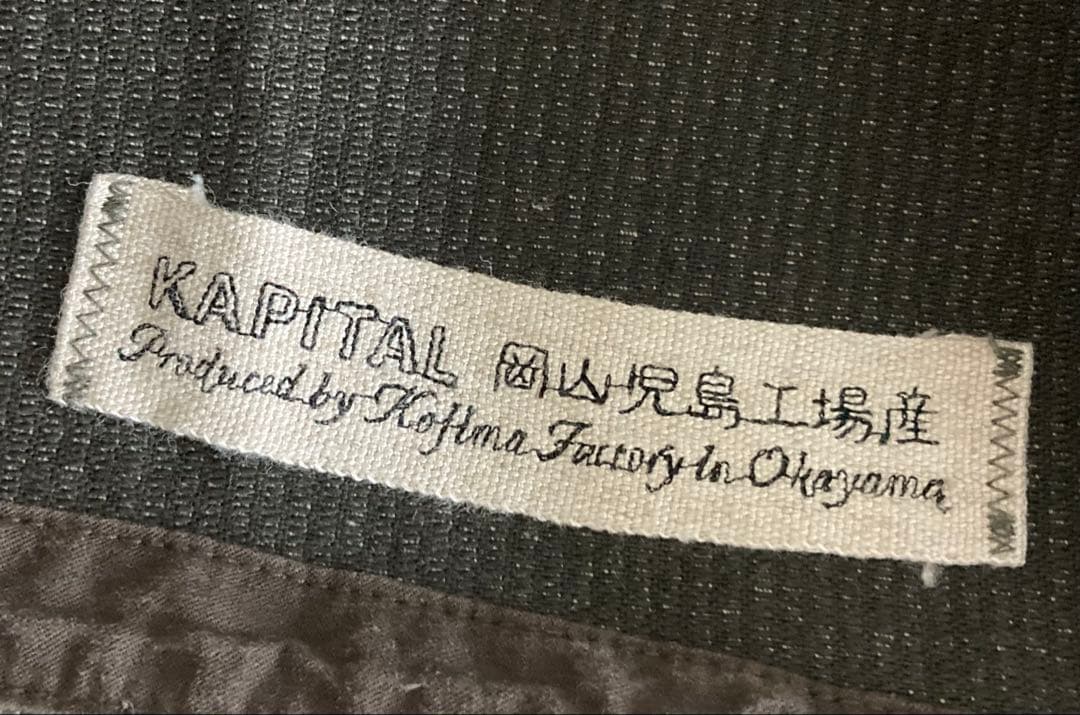 KAPITAL 岡山児島工場産
Produced by Kojima Factory In Okayama